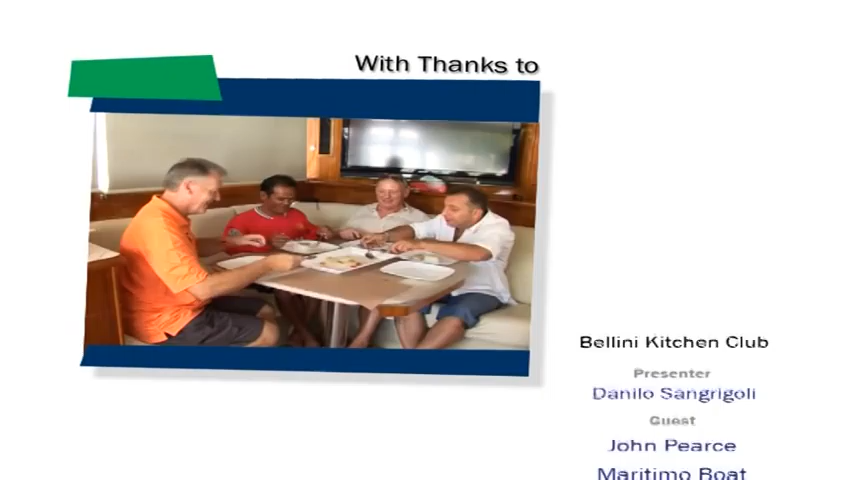 With Thanks to
Bellini Kitchen Club
Presenter
Danilo Sangrigoli
Guest
John Pearce
Maritimo Boat